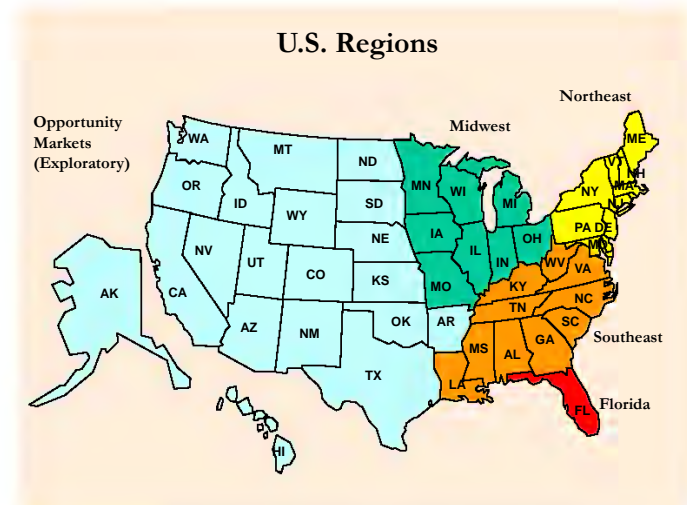 U.S. Regions
Northeast
Opportunity
Markets
(Exploratory)
Midwest
WA
MT
ND
ME
OR
ID
SD
MN
WI
MI
NY
VT
NH
MA
WY
NV
NE
IA
PA
DE
NJ
MD
UT
CO
KS
IL
IN
OH
WV
VA
AK
CA
MO
KY
NC
AZ
NM
OK
AR
TN
SC
Southeast
TX
MS
AL
GA
LA
FL
Florida
HI